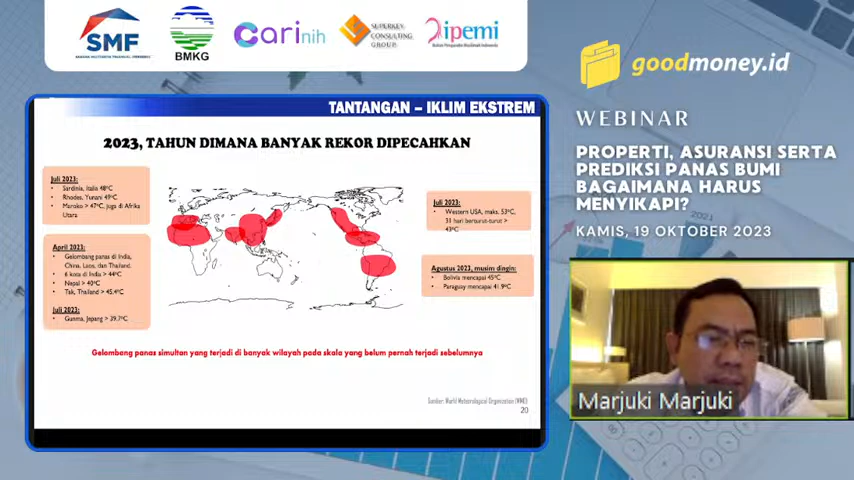 SMF
BMKG
Carinih
SUPERKEY
CONSULTING
GROUP
Dipemi
goodmoney.id
WEBINAR
PROPERTI, ASURANSI SERTA
PREDIKSI PANAS BUMI
BAGAIMANA HARUS
MENYIKAPI?
KAMIS, 19 OKTOBER 2023
TANTANGAN – IKLIM EKSTREM
2023, TAHUN DIMANA BANYAK REKOR DIPECAHKAN
Juli 2023:
• Sardinia, Italia 48°C
• Rhodes, Yunani 49°C
• Maroko > 47°C, juga di Afrika
Utara
April 2023:
• Gelombang panas di India,
China, Laos, dan Thailand.
• 6 kota di India > 44°C
• Nepal > 40°C
• Tak, Thailand > 45.4°C
Juli 2023:
• Gunma, Jepang > 39.7°C
Juli 2023:
• Western USA, maks. 53°C,
31 hari berturut-turut >
43°C
Agustus 2023, musim dingin:
• Bolivia mencapai 45°C
• Paraguay mencapai 41.9°C
Gelombang panas simultan yang terjadi di banyak wilayah pada skala yang belum pernah terjadi sebelumnya
Sumber: World Meteorological Organization (WMO)
20
2021
Marjuki Marjuki